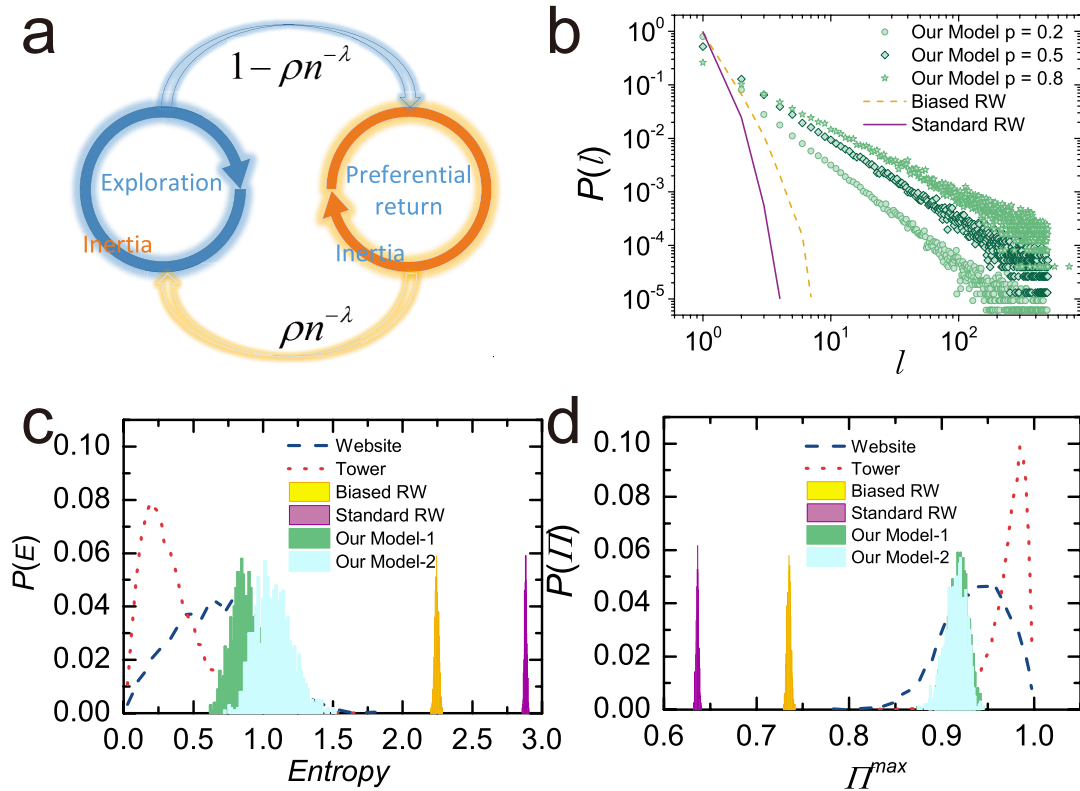 a
1 − ρn^−λ
Exploration
Inertia
Preferential
return
Inertia
ρn^−λ
b
P(l)
10^0
10^-1
10^-2
10^-3
10^-4
10^-5
Our Model p = 0.2
Our Model p = 0.5
Our Model p = 0.8
Biased RW
Standard RW
10^0 10^1 10^2
l
c
P(E)
0.10
0.08
0.06
0.04
0.02
0.00
Website
Tower
Biased RW
Standard RW
Our Model-1
Our Model-2
0.0 0.5 1.0 1.5 2.0 2.5 3.0
Entropy
d
P(Π)
0.10
0.08
0.06
0.04
0.02
0.00
Website
Tower
Biased RW
Standard RW
Our Model-1
Our Model-2
0.6 0.7 0.8 0.9 1.0
Π^max